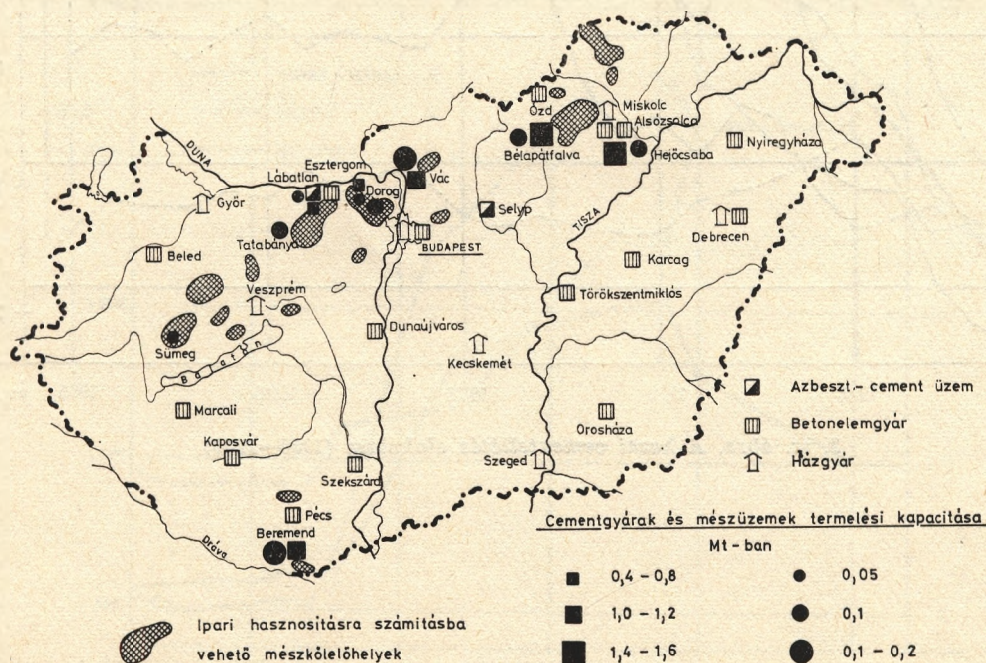 Ózd
Miskolc
Alsózsolca
Nyiregyháza
Bélapátfalva
Hejőcsaba
DUNA
Esztergom
Lábatlan
Dorog
Vác
Győr
Selyp
TISZA
Debrecen
Tatabánya
BUDAPEST
Beled
Karcag
Veszprém
Törökszentmiklós
Dunaújváros
Sümeg
Kecskemét
Balaton
Marcali
Orosháza
Kaposvár
Szeged
Szekszárd
Pécs
Beremend
Dráva
Azbeszt-cement üzem
Betonelemgyár
Házgyár
Cementgyárak és mészüzemek termelési kapacitása
Mt-ban
0,4 - 0,8
0,05
1,0 - 1,2
0,1
1,4 - 1,6
0,1 - 0,2
Ipari hasznosításra számításba
vehető mészkőlelőhelyek